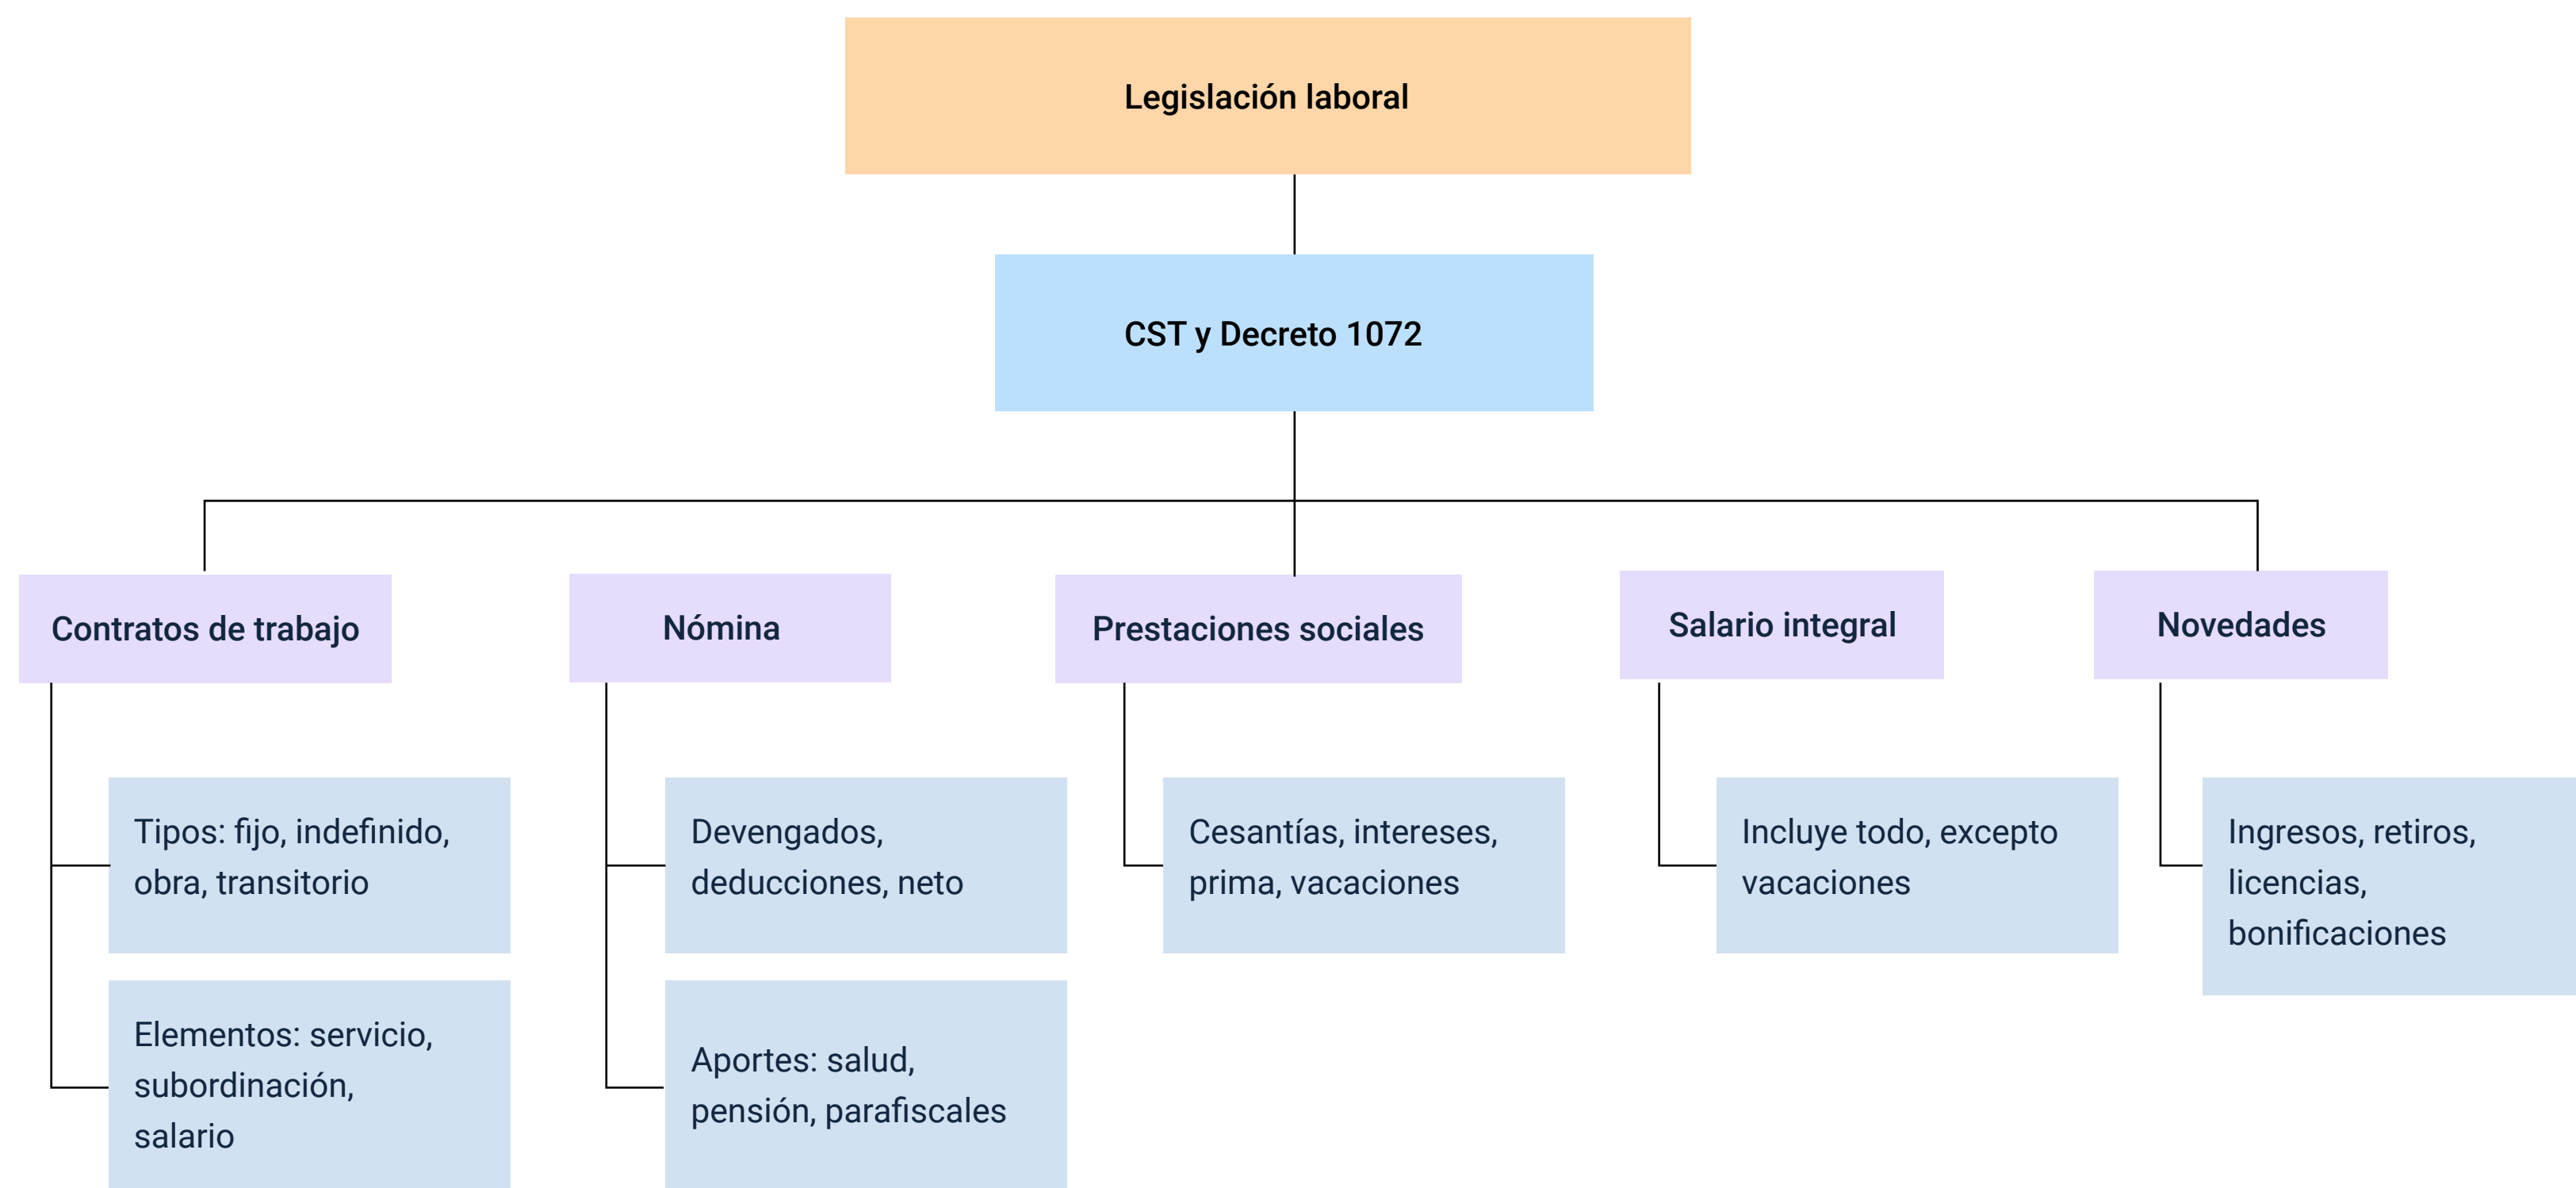 Legislación laboral
CST y Decreto 1072
Contratos de trabajo
Nómina
Prestaciones sociales
Salario integral
Novedades
Tipos: fijo, indefinido,
obra, transitorio
Elementos: servicio,
subordinación,
salario
Devengados,
deducciones, neto
Aportes: salud,
pensión, parafiscales
Cesantías, intereses,
prima, vacaciones
Incluye todo, excepto
vacaciones
Ingresos, retiros,
licencias,
bonificaciones